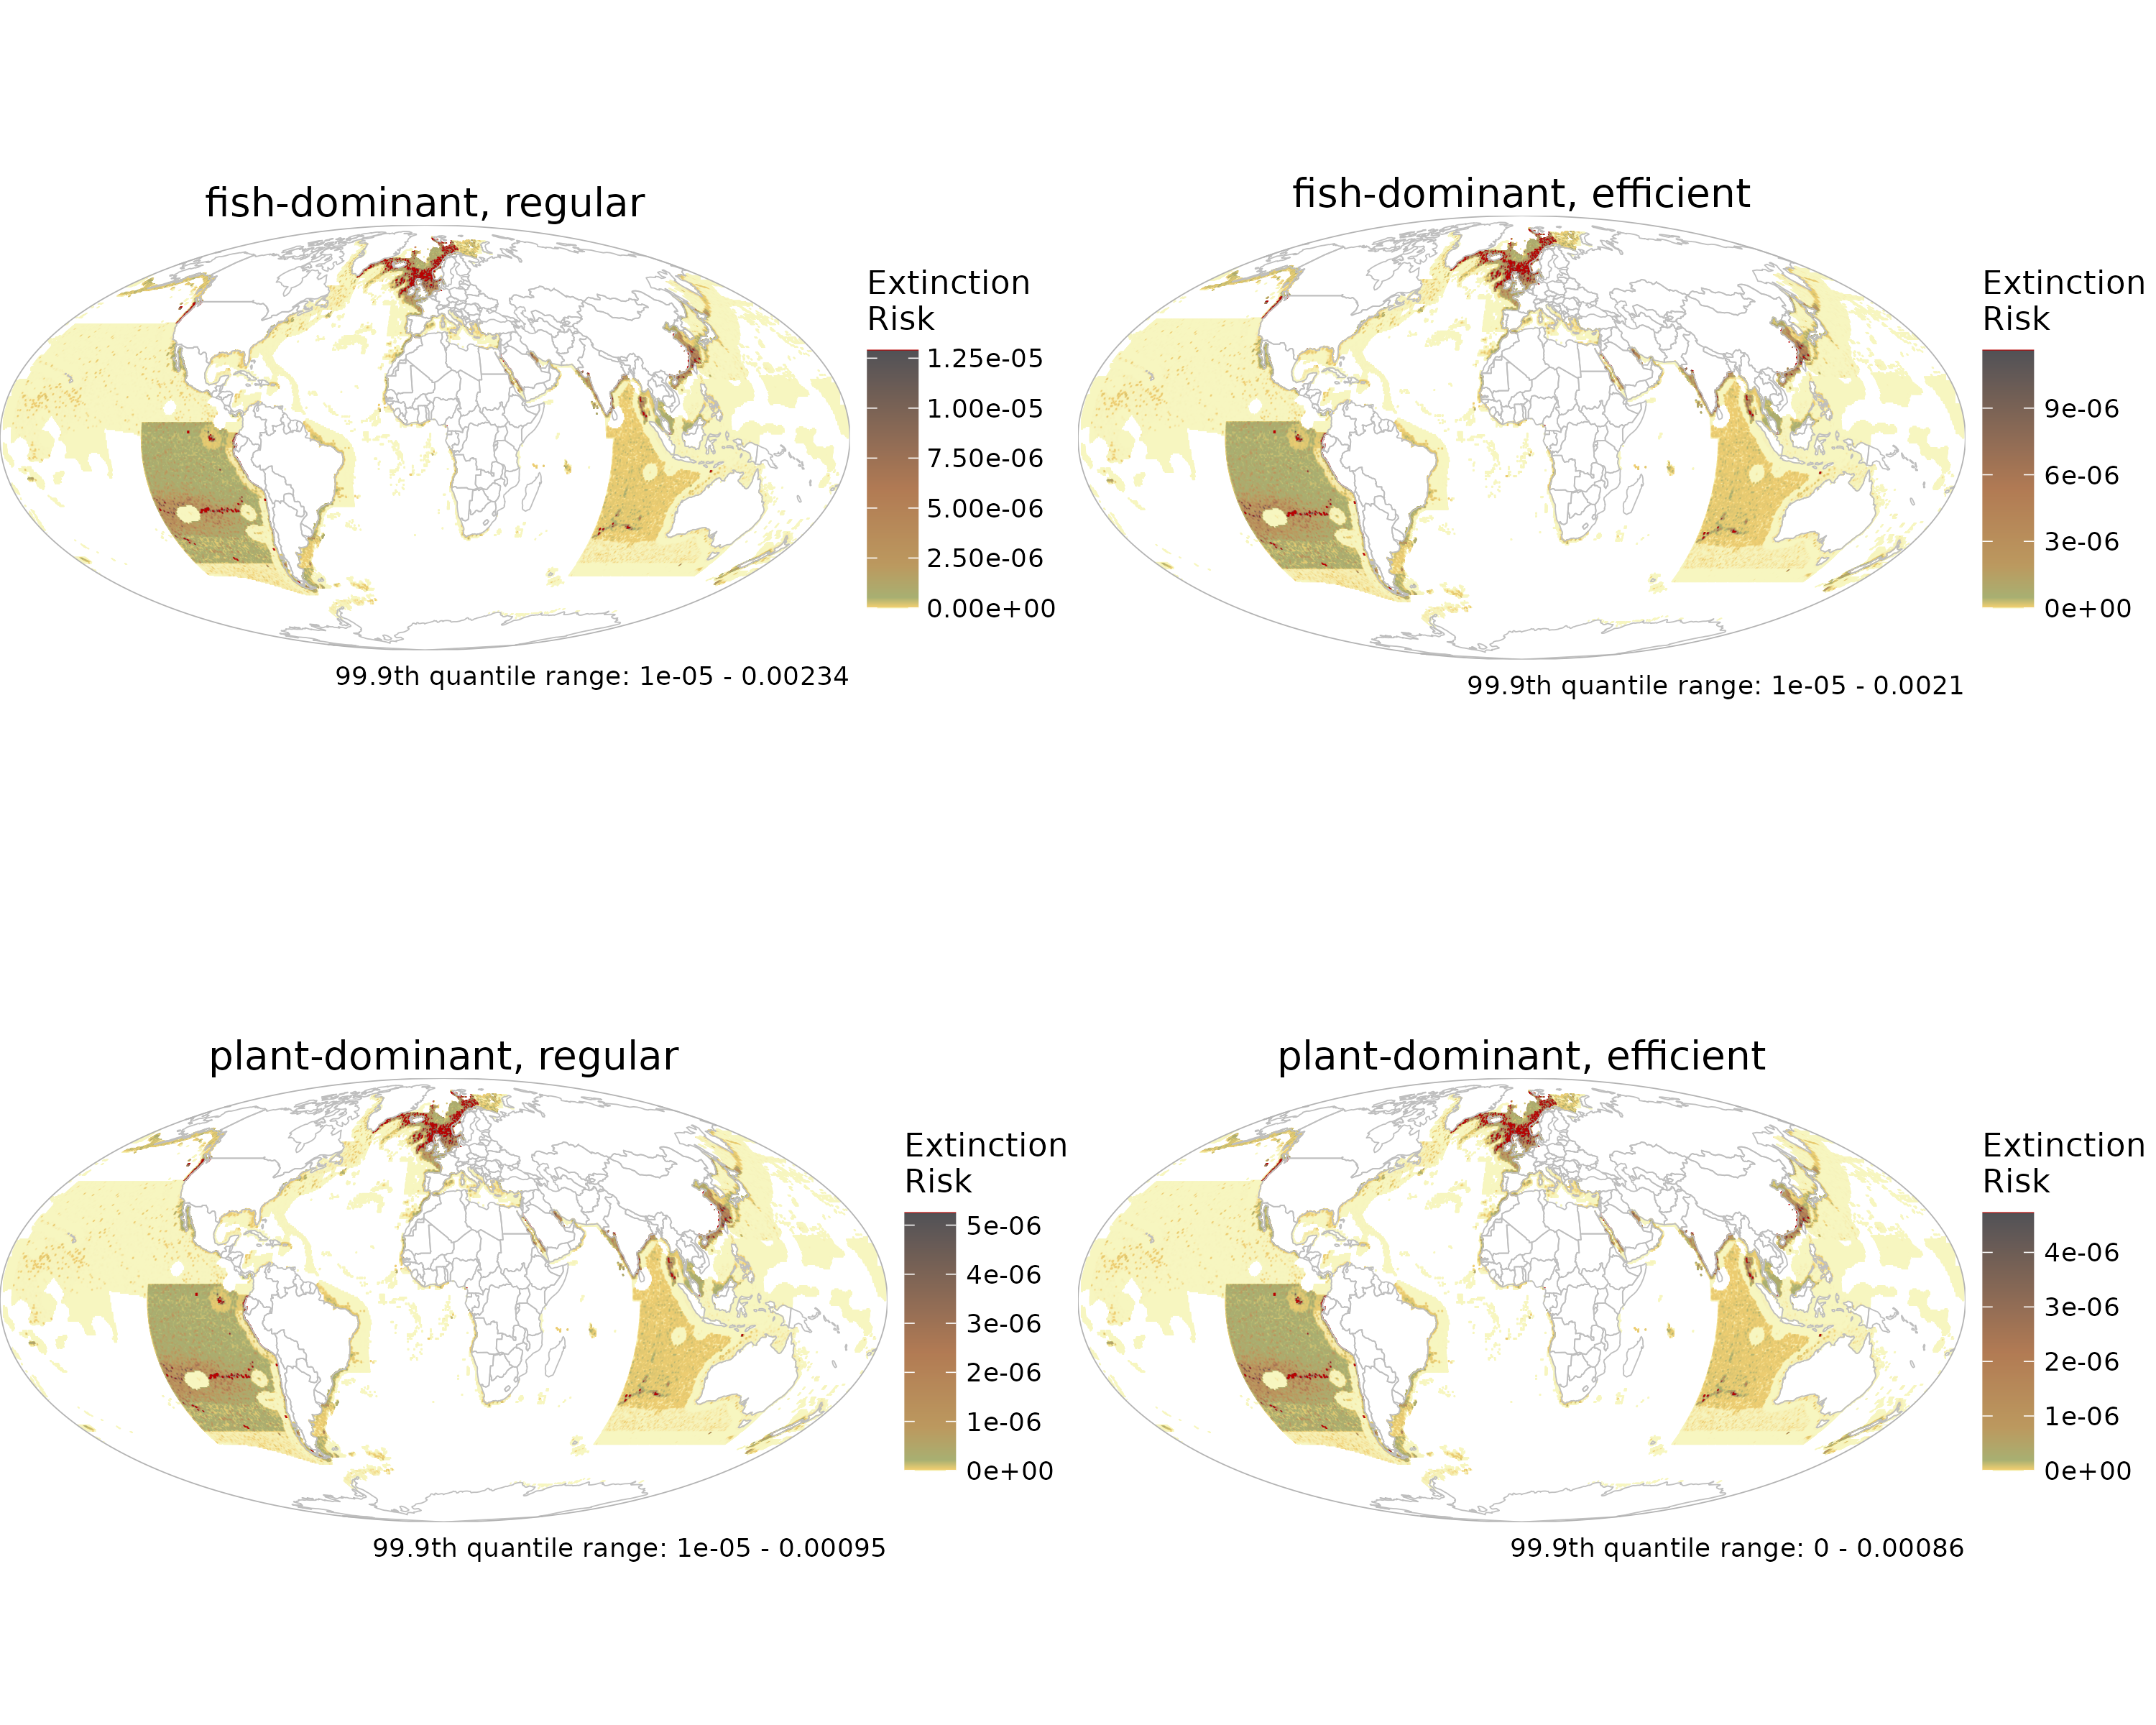 fish-dominant, regular
Extinction
Risk
1.25e-05
1.00e-05
7.50e-06
5.00e-06
2.50e-06
0.00e+00
99.9th quantile range: 1e-05 - 0.00234
fish-dominant, efficient
Extinction
Risk
9e-06
6e-06
3e-06
0e+00
99.9th quantile range: 1e-05 - 0.0021
plant-dominant, regular
Extinction
Risk
5e-06
4e-06
3e-06
2e-06
1e-06
0e+00
99.9th quantile range: 1e-05 - 0.00095
plant-dominant, efficient
Extinction
Risk
4e-06
3e-06
2e-06
1e-06
0e+00
99.9th quantile range: 0 - 0.00086